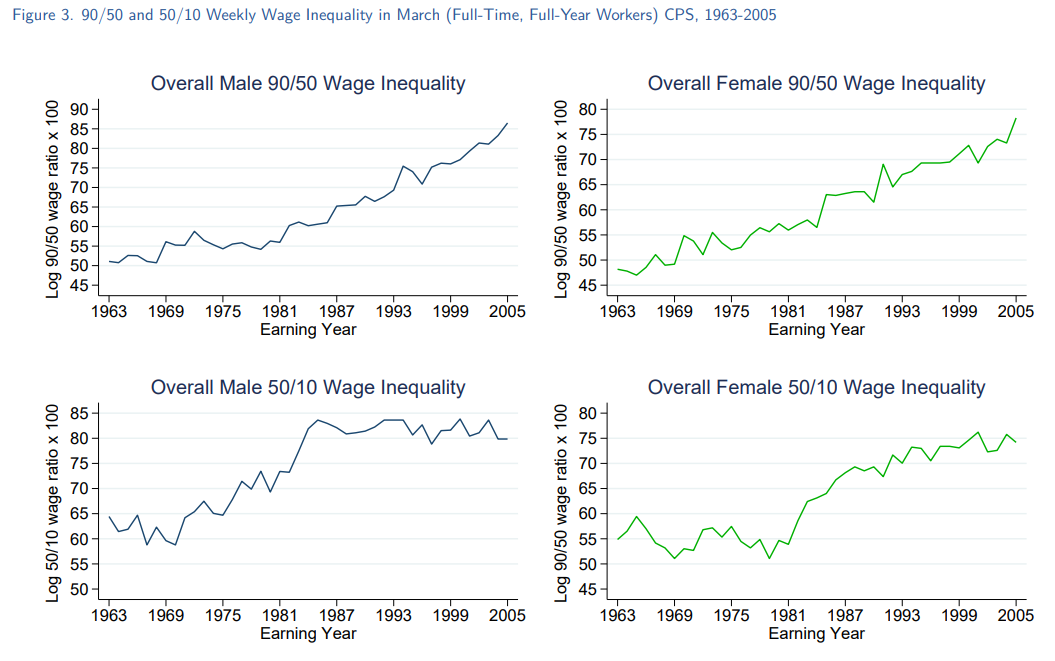 Figure 3. 90/50 and 50/10 Weekly Wage Inequality in March (Full-Time, Full-Year Workers) CPS, 1963-2005
Overall Male 90/50 Wage Inequality
Log 90/50 wage ratio x 100
90
85
80
75
70
65
60
55
50
45
1963 1969 1975 1981 1987 1993 1999 2005
Earning Year
Overall Female 90/50 Wage Inequality
Log 90/50 wage ratio x 100
80
75
70
65
60
55
50
45
1963 1969 1975 1981 1987 1993 1999 2005
Earning Year
Overall Male 50/10 Wage Inequality
Log 50/10 wage ratio x 100
85
80
75
70
65
60
55
50
1963 1969 1975 1981 1987 1993 1999 2005
Earning Year
Overall Female 50/10 Wage Inequality
Log 90/50 wage ratio x 100
80
75
70
65
60
55
50
45
1963 1969 1975 1981 1987 1993 1999 2005
Earning Year